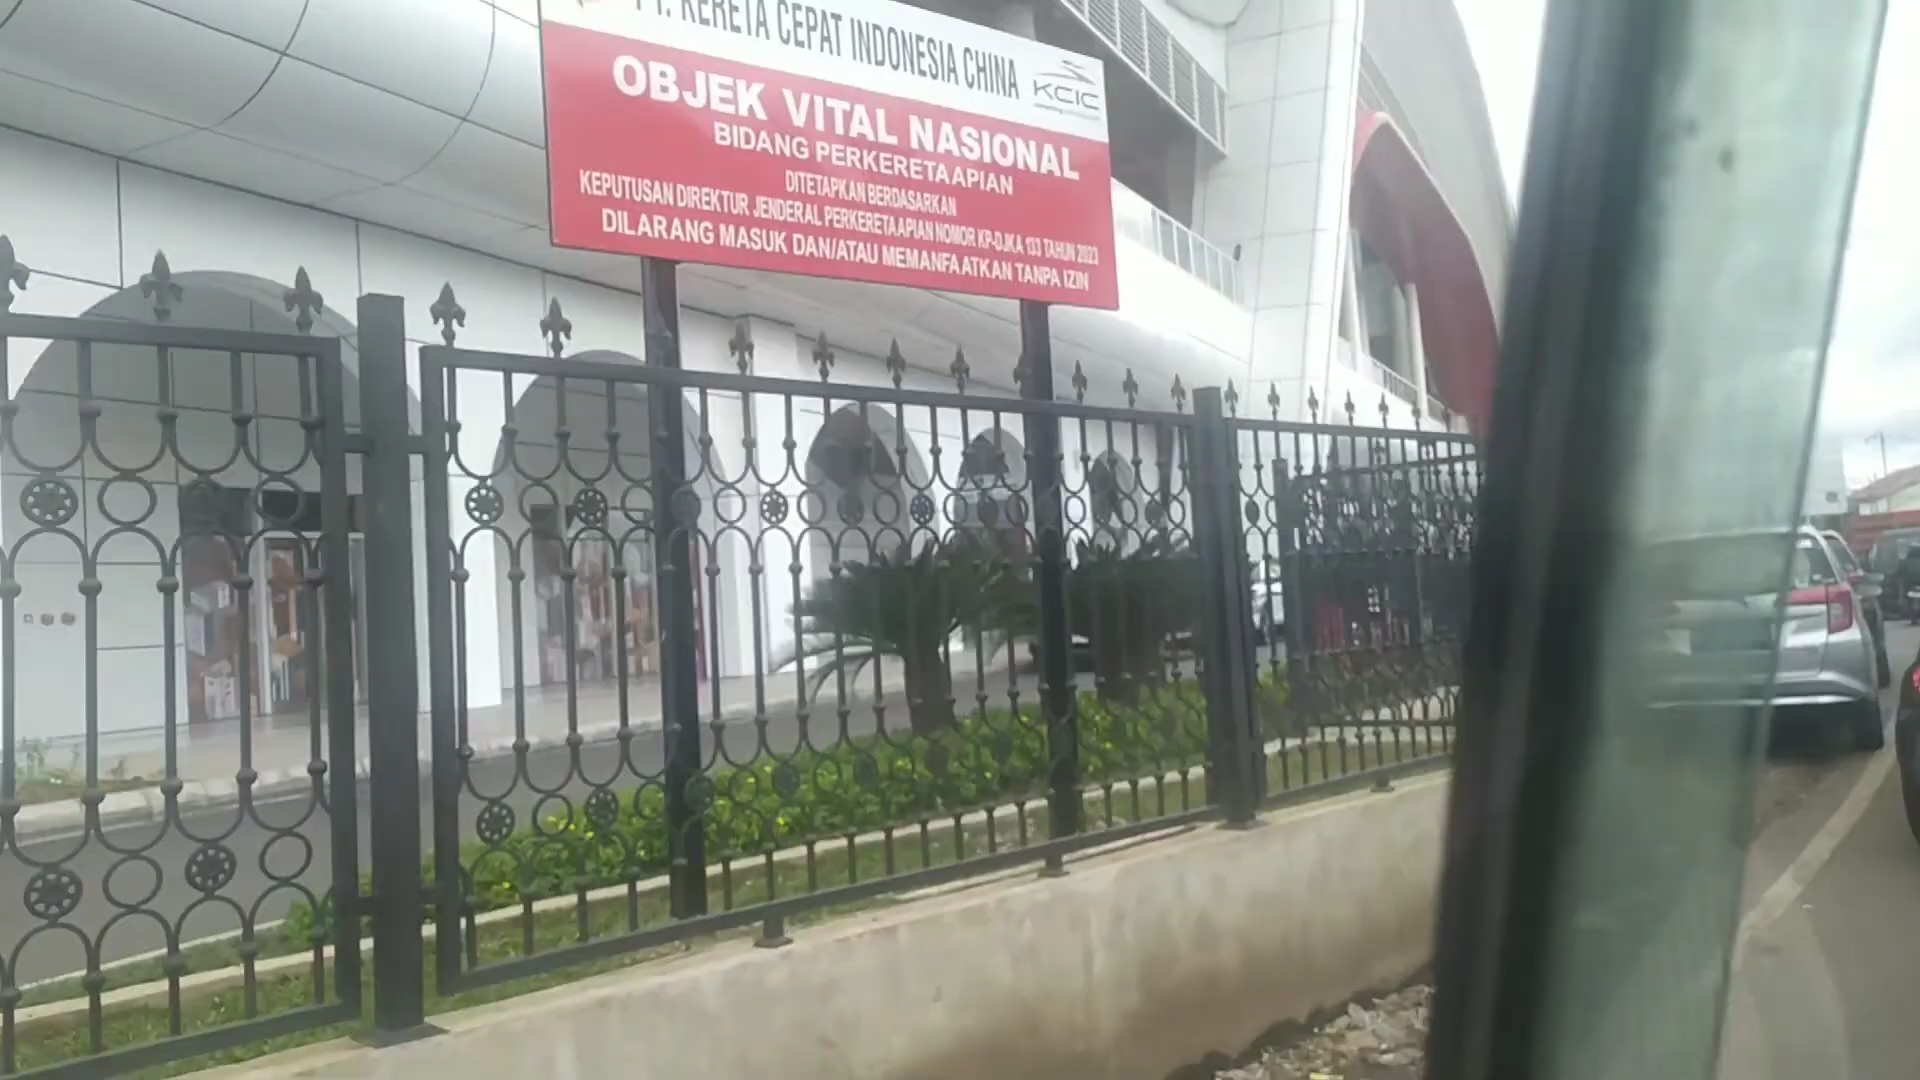 PT. KERETA CEPAT INDONESIA CHINA
KCIC
OBJEK VITAL NASIONAL
BIDANG PERKERETAAPIAN
DITETAPKAN BERDASARKAN
KEPUTUSAN DIREKTUR JENDERAL PERKERETAAPIAN NOMOR KP-DJKA 133 TAHUN 2023
DILARANG MASUK DAN/ATAU MEMANFAATKAN TANPA IZIN